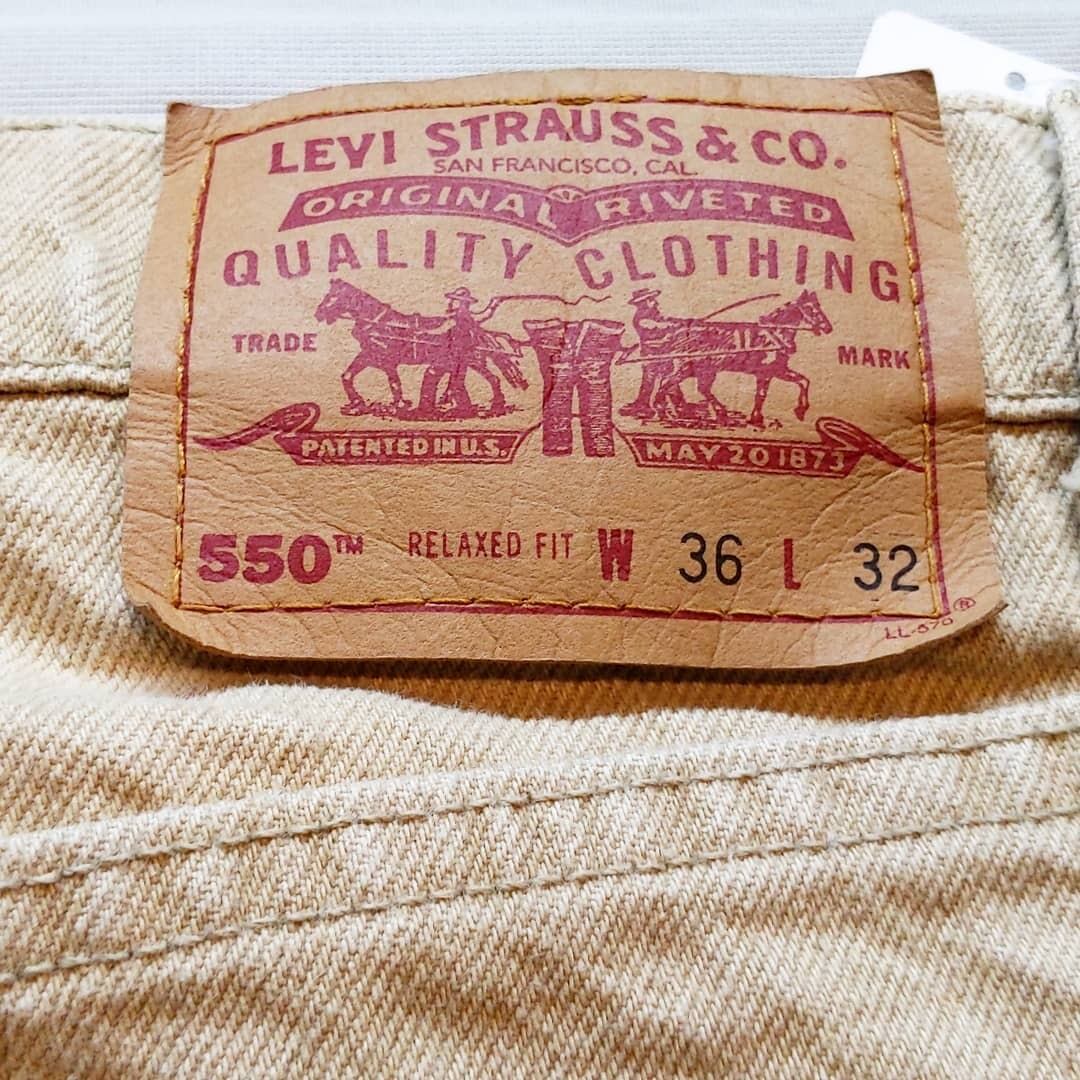 LEVI STRAUSS & CO.
SAN FRANCISCO, CAL.
ORIGINAL RIVETED
QUALITY CLOTHING
TRADE MARK
PATENTED IN U.S. MAY 20 1873
550™ RELAXED FIT W 36 L 32
®